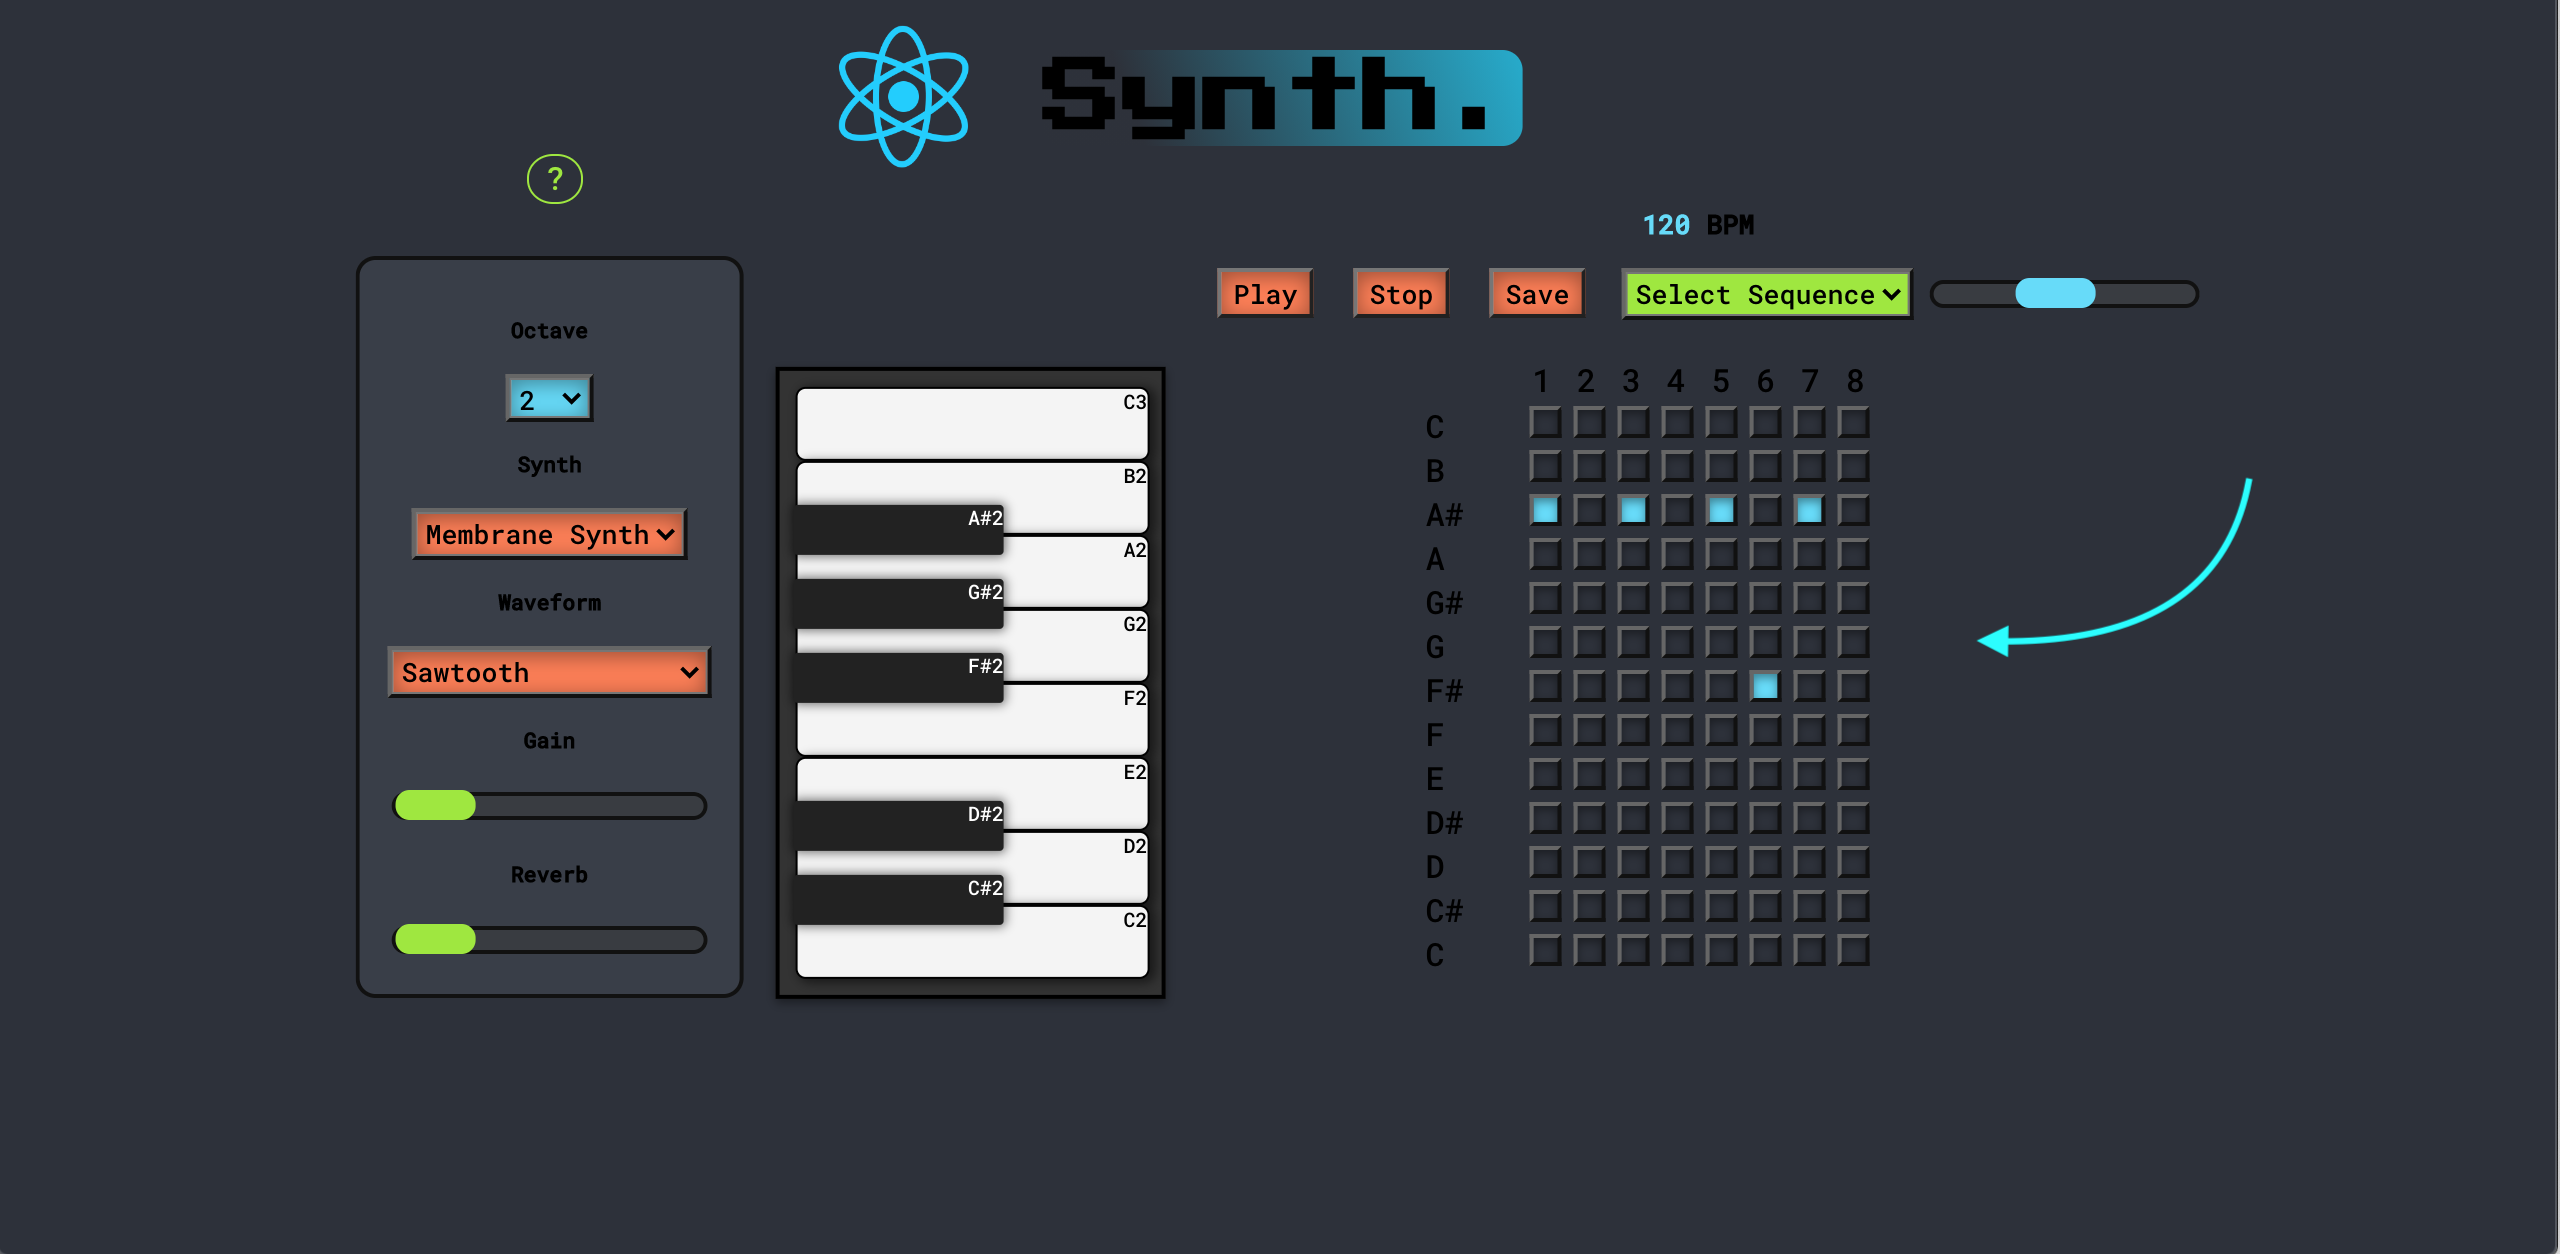 Synth.
?
120 BPM
Play Stop Save Select Sequence
Octave
2
Synth
Membrane Synth
Waveform
Sawtooth
Gain
Reverb
C3
B2
A#2
A2
G#2
G2
F#2
F2
E2
D#2
D2
C#2
C2
1 2 3 4 5 6 7 8
C
B
A#
A
G#
G
F#
F
E
D#
D
C#
C